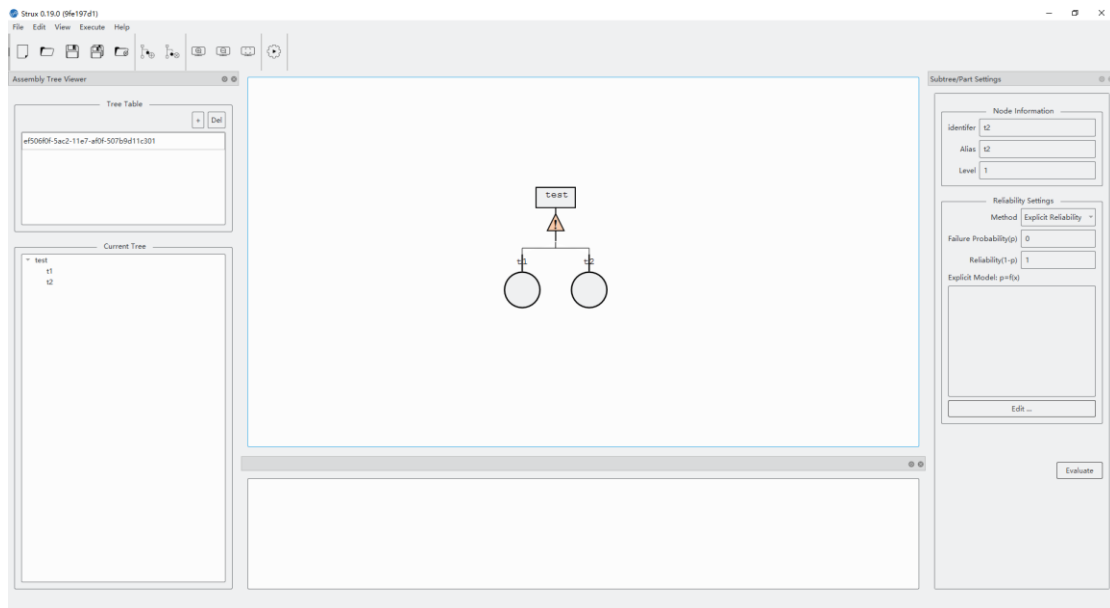 Strux 0.19.0 (9fe197d1)
File Edit View Execute Help
Assembly Tree Viewer
Tree Table
+ Del
ef506f0f-5ac2-11e7-af0f-507b9d11c301
Current Tree
test
t1
t2
test
t1 t2
Subtree/Part Settings
Node Information
identifer t2
Alias t2
Level 1
Reliability Settings
Method Explicit Reliability
Failure Probability(p) 0
Reliability(1-p) 1
Explicit Model: p=f(x)
Edit ...
Evaluate